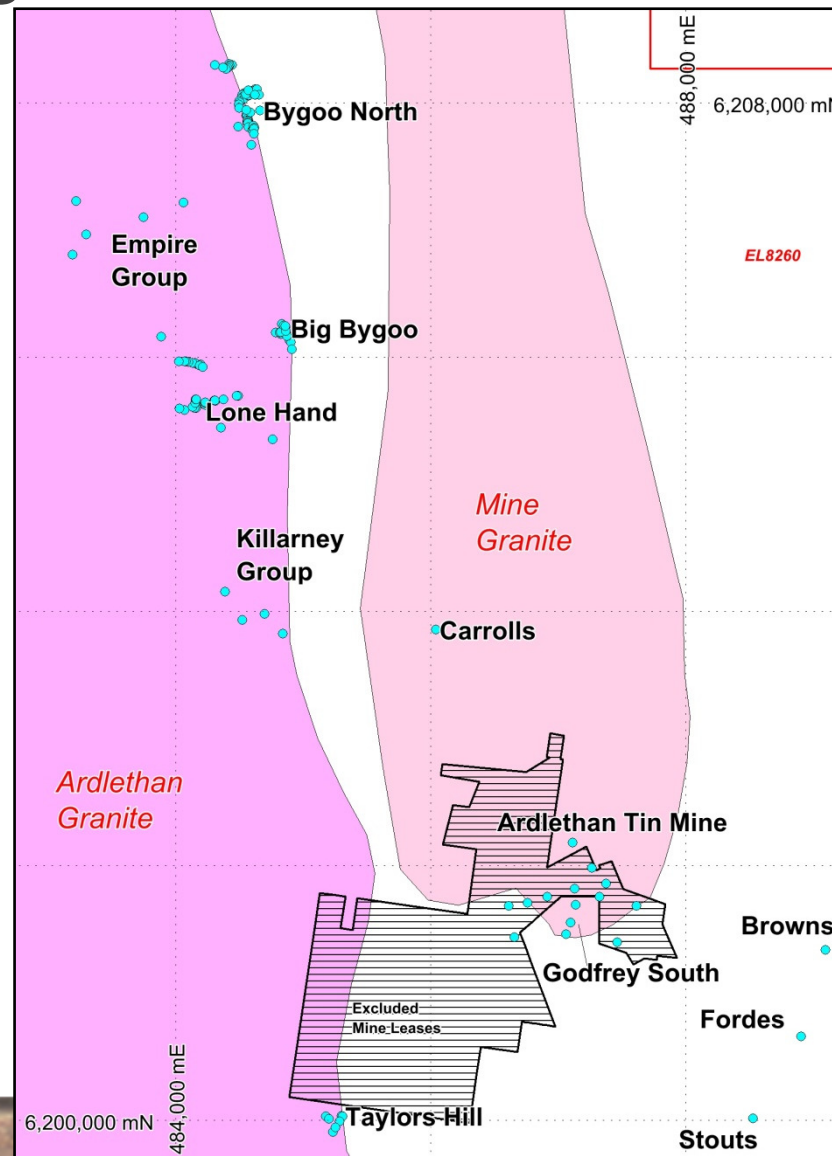 488,000 mE
6,208,000 mN
Bygoo North
Empire
Group
EL8260
Big Bygoo
Lone Hand
Mine
Granite
Killarney
Group
Carrolls
Ardlethan
Granite
Ardlethan Tin Mine
Browns
Godfrey South
Excluded
Mine Leases
Fordes
484,000 mE
6,200,000 mN
Taylors Hill
Stouts